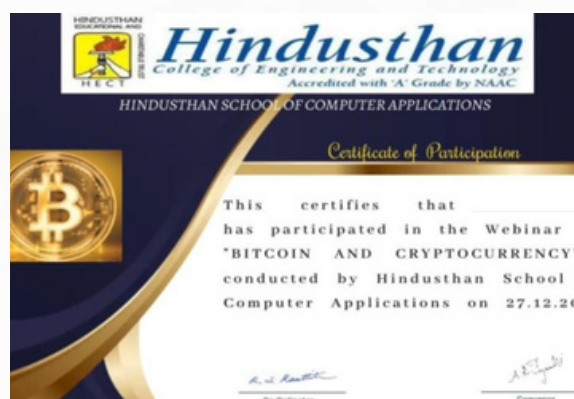 HINDUSTHAN
EDUCATIONAL AND
CHARITABLE TRUST
HECT
Hindusthan
College of Engineering and Technology
Accredited with 'A' Grade by NAAC
HINDUSTHAN SCHOOL OF COMPUTER APPLICATIONS
Certificate of Participation
This certifies that
has participated in the Webinar
"BITCOIN AND CRYPTOCURRENCY"
conducted by Hindusthan School
Computer Applications on 27.12.20